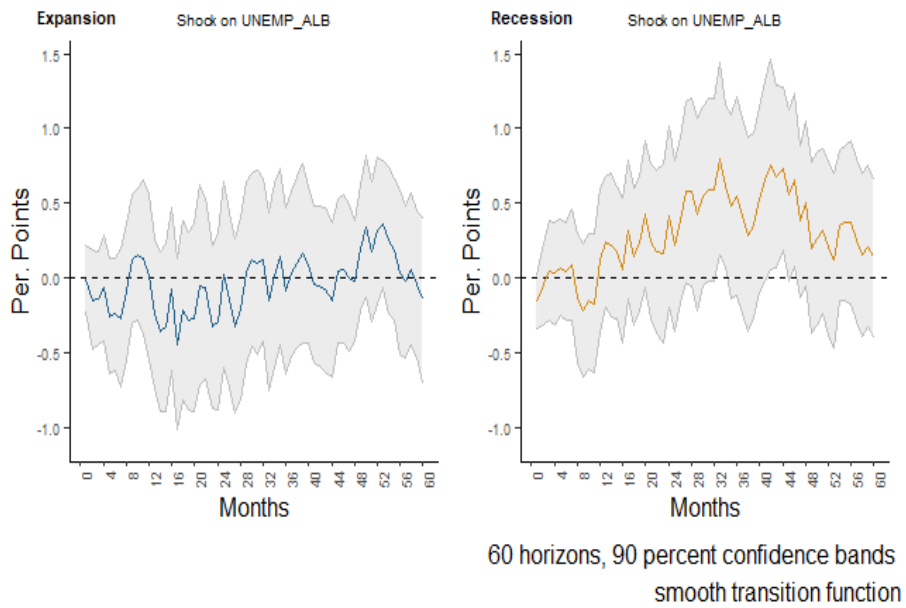 Expansion Shock on UNEMP_ALB
1.5
1.0
0.5
0.0
-0.5
-1.0
Per. Points
0 4 8 12 16 20 24 28 32 36 40 44 48 52 56 60
Months
Recession Shock on UNEMP_ALB
1.5
1.0
0.5
0.0
-0.5
-1.0
Per. Points
0 4 8 12 16 20 24 28 32 36 40 44 48 52 56 60
Months
60 horizons, 90 percent confidence bands
smooth transition function